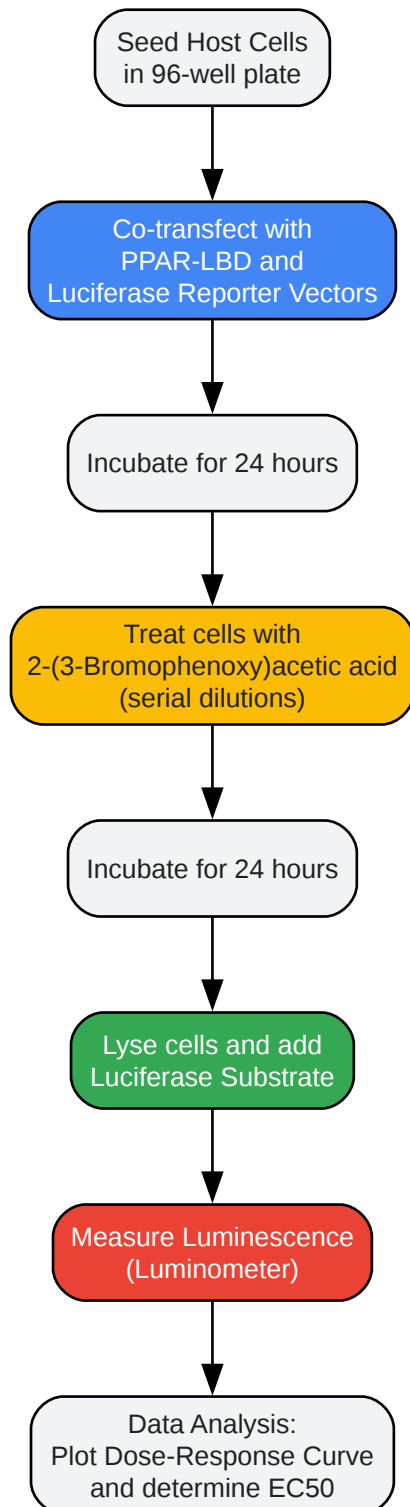 Seed Host Cells
in 96-well plate
Co-transfect with
PPAR-LBD and
Luciferase Reporter Vectors
Incubate for 24 hours
Treat cells with
2-(3-Bromophenoxy)acetic acid
(serial dilutions)
Incubate for 24 hours
Lyse cells and add
Luciferase Substrate
Measure Luminescence
(Luminometer)
Data Analysis:
Plot Dose-Response Curve
and determine EC50